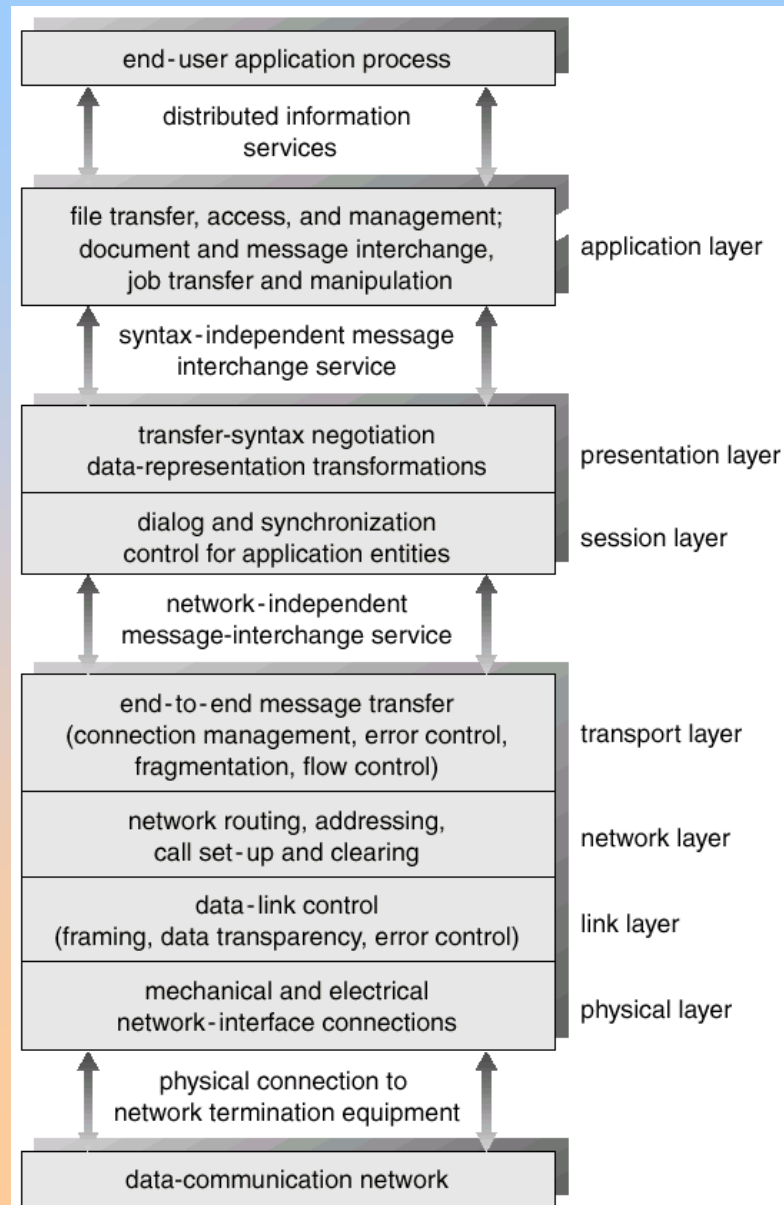 end-user application process
distributed information
services
file transfer, access, and management;
document and message interchange,
job transfer and manipulation
application layer
syntax-independent message
interchange service
transfer-syntax negotiation
data-representation transformations
presentation layer
dialog and synchronization
control for application entities
session layer
network-independent
message-interchange service
end-to-end message transfer
(connection management, error control,
fragmentation, flow control)
transport layer
network routing, addressing,
call set-up and clearing
network layer
data-link control
(framing, data transparency, error control)
link layer
mechanical and electrical
network-interface connections
physical layer
physical connection to
network termination equipment
data-communication network